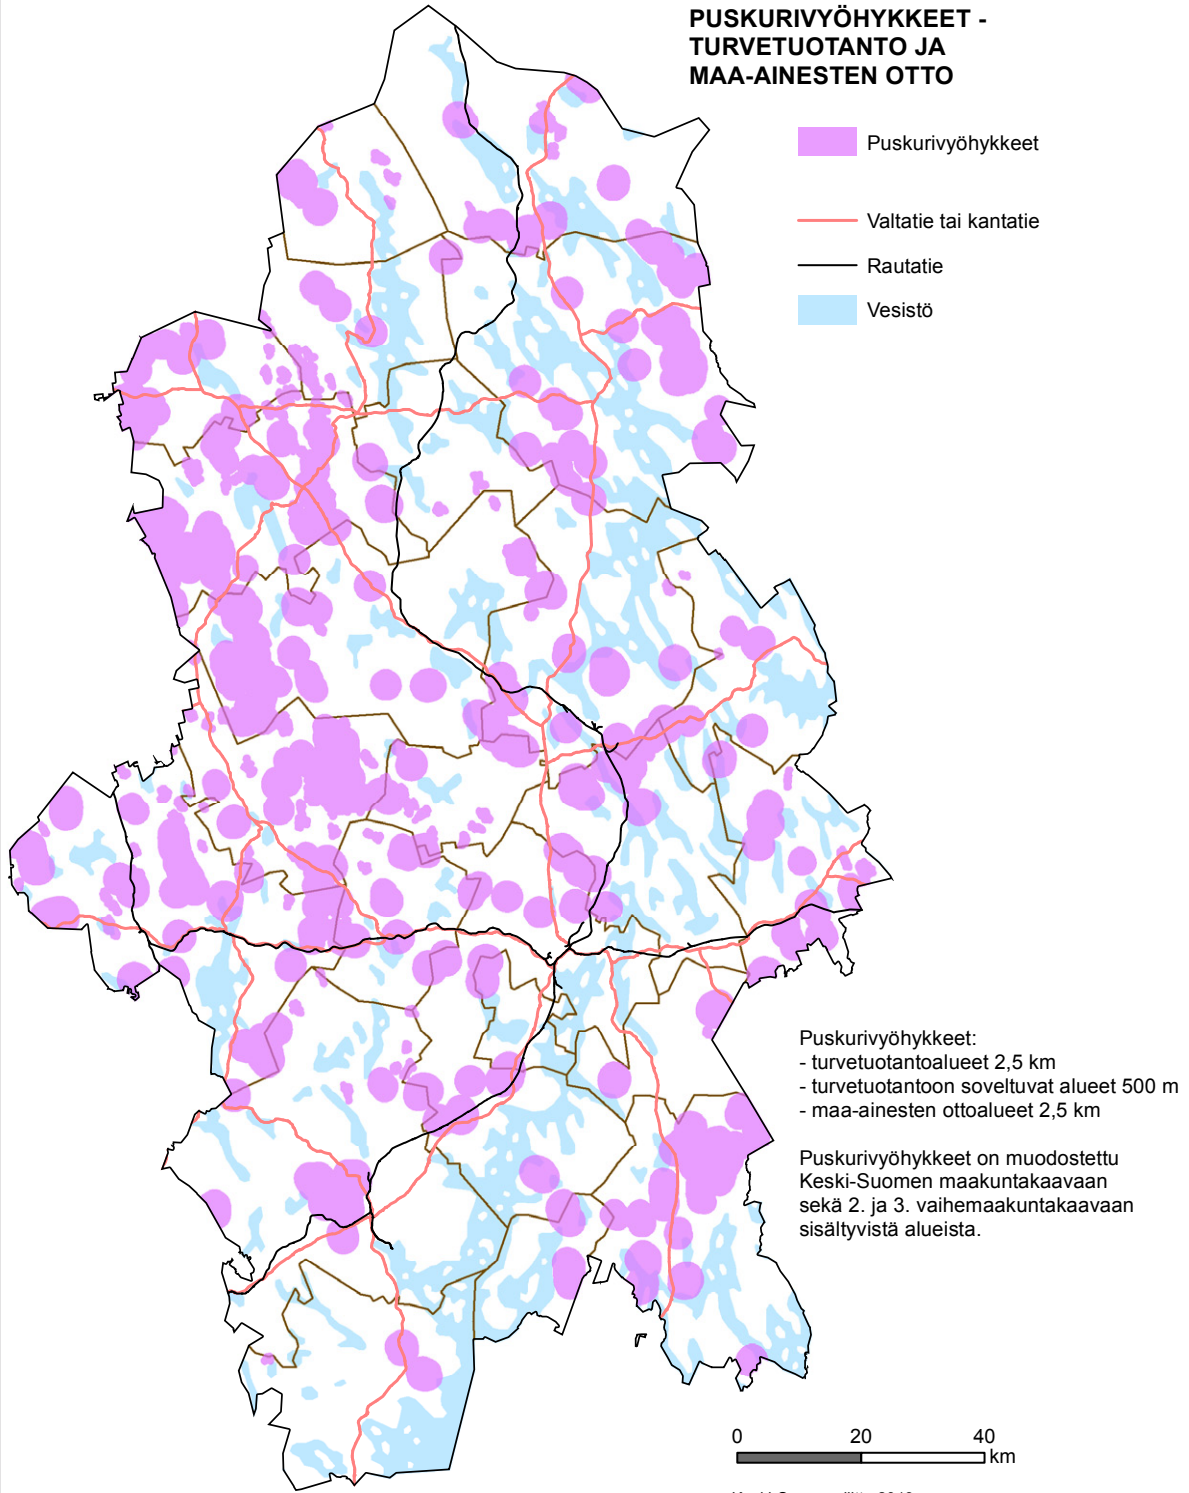 PUSKURIVYÖHYKKEET -
TURVETUOTANTO JA
MAA-AINESTEN OTTO
Puskurivyöhykkeet
Valtatie tai kantatie
Rautatie
Vesistö
Puskurivyöhykkeet:
- turvetuotantoalueet 2,5 km
- turvetuotantoon soveltuvat alueet 500 m
- maa-ainesten ottoalueet 2,5 km
Puskurivyöhykkeet on muodostettu
Keski-Suomen maakuntakaavaan
sekä 2. ja 3. vaihemaakuntakaavaan
sisältyvistä alueista.
0 20 40
km